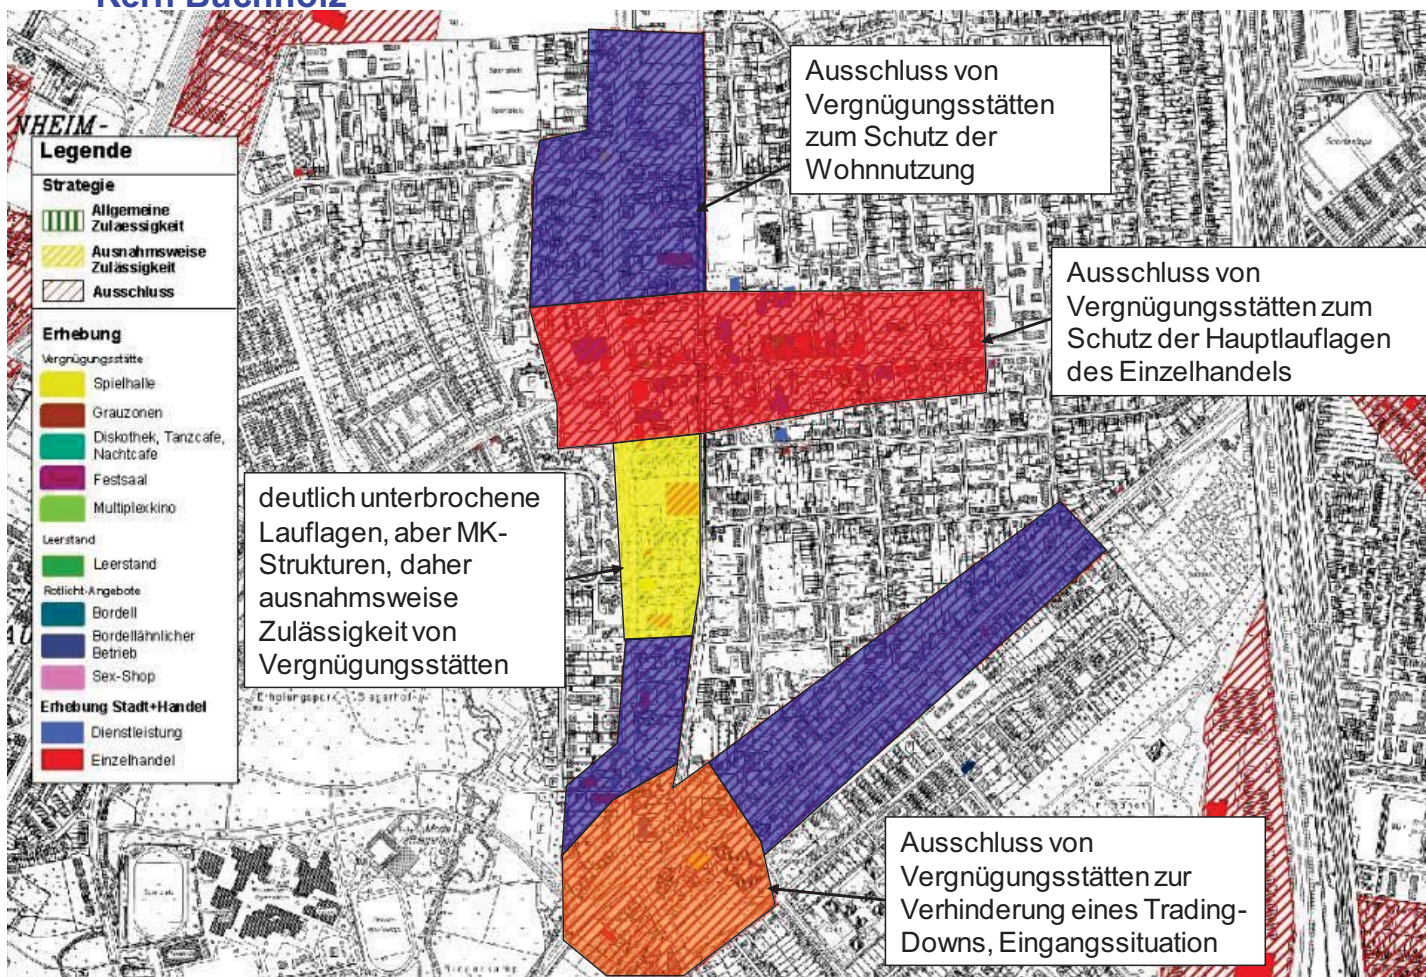 Kern Buchholz
NHEIM-
Legende
Strategie
Allgemeine
Zulaessigkeit
Ausnahmsweise
Zulässigkeit
Ausschluss
Erhebung
Vergnügungsstätte
Spielhalle
Grauzonen
Diskothek, Tanzcafe,
Nachtcafe
Festsaal
Multiplexkino
Leerstand
Leerstand
Rotlicht-Angebote
Bordell
Bordellähnlicher
Betrieb
Sex-Shop
Erhebung Stadt+Handel
Dienstleistung
Einzelhandel
Ausschluss von
Vergnügungsstätten
zum Schutz der
Wohnnutzung
Ausschluss von
Vergnügungsstätten zum
Schutz der Hauptlauflagen
des Einzelhandels
deutlich unterbrochene
Lauflagen, aber MK-
Strukturen, daher
ausnahmsweise
Zulässigkeit von
Vergnügungsstätten
Ausschluss von
Vergnügungsstätten zur
Verhinderung eines Trading-
Downs, Eingangssituation
Sportplatz
Sportplatz